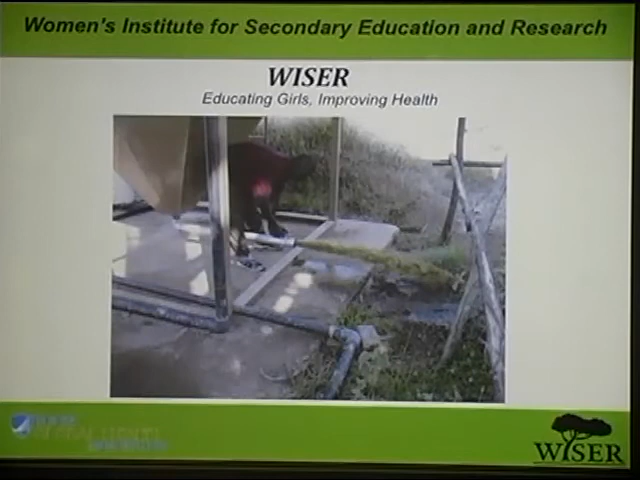 Women's Institute for Secondary Education and Research
WISER
Educating Girls, Improving Health
WISER